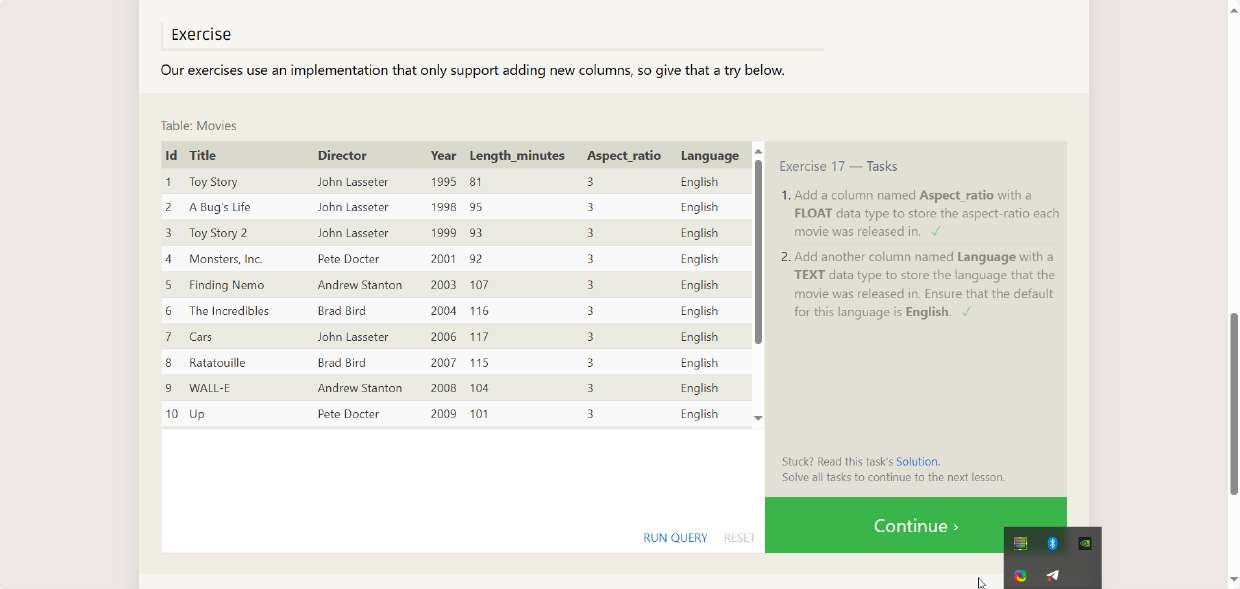 Exercise
Our exercises use an implementation that only support adding new columns, so give that a try below.
Table: Movies
Id Title Director Year Length_minutes Aspect_ratio Language
1 Toy Story John Lasseter 1995 81 3 English
2 A Bug's Life John Lasseter 1998 95 3 English
3 Toy Story 2 John Lasseter 1999 93 3 English
4 Monsters, Inc. Pete Docter 2001 92 3 English
5 Finding Nemo Andrew Stanton 2003 107 3 English
6 The Incredibles Brad Bird 2004 116 3 English
7 Cars John Lasseter 2006 117 3 English
8 Ratatouille Brad Bird 2007 115 3 English
9 WALL-E Andrew Stanton 2008 104 3 English
10 Up Pete Docter 2009 101 3 English
RUN QUERY RESET
Exercise 17 — Tasks
1. Add a column named Aspect_ratio with a
FLOAT data type to store the aspect-ratio each
movie was released in. ✓
2. Add another column named Language with a
TEXT data type to store the language that the
movie was released in. Ensure that the default
for this language is English. ✓
Stuck? Read this task's Solution.
Solve all tasks to continue to the next lesson.
Continue ›